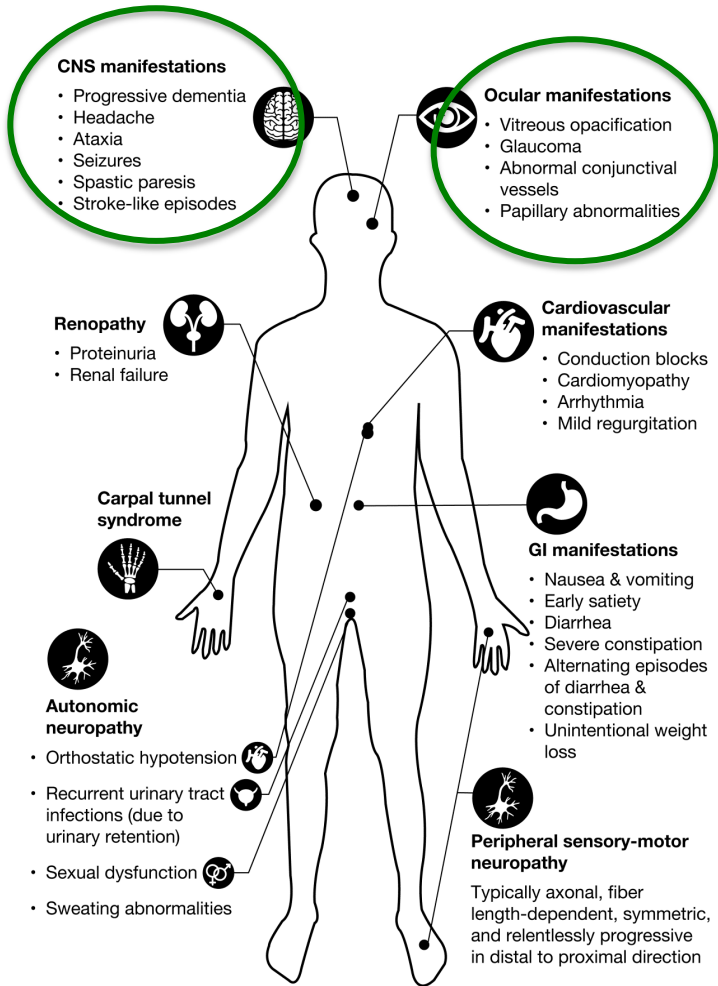 CNS manifestations
• Progressive dementia
• Headache
• Ataxia
• Seizures
• Spastic paresis
• Stroke-like episodes
Ocular manifestations
• Vitreous opacification
• Glaucoma
• Abnormal conjunctival
vessels
• Papillary abnormalities
Renopathy
• Proteinuria
• Renal failure
Cardiovascular
manifestations
• Conduction blocks
• Cardiomyopathy
• Arrhythmia
• Mild regurgitation
Carpal tunnel
syndrome
GI manifestations
• Nausea & vomiting
• Early satiety
• Diarrhea
• Severe constipation
• Alternating episodes
of diarrhea &
constipation
• Unintentional weight
loss
Autonomic
neuropathy
• Orthostatic hypotension
• Recurrent urinary tract
infections (due to
urinary retention)
• Sexual dysfunction
• Sweating abnormalities
Peripheral sensory-motor
neuropathy
Typically axonal, fiber
length-dependent, symmetric,
and relentlessly progressive
in distal to proximal direction